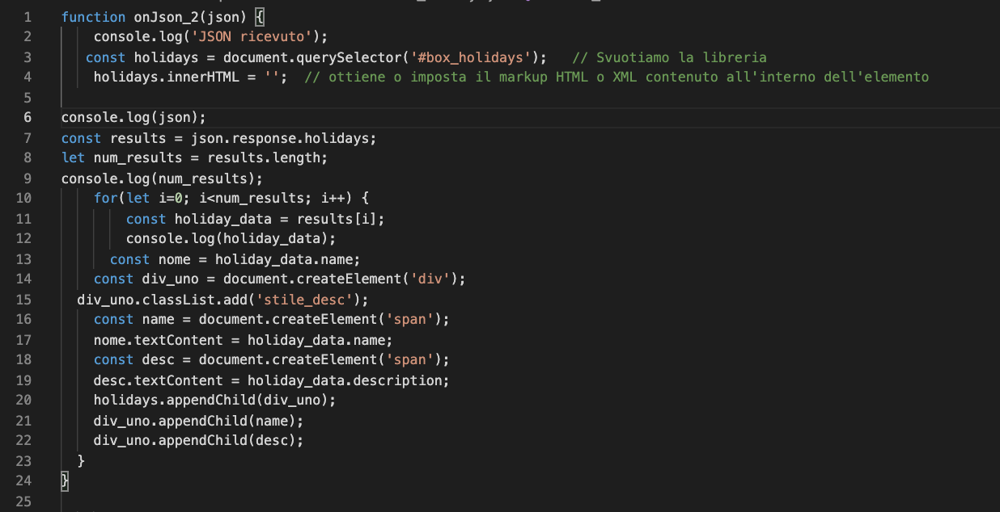 1 function onJson_2(json) {
2 console.log('JSON ricevuto');
3 const holidays = document.querySelector('#box_holidays'); // Svuotiamo la libreria
4 holidays.innerHTML = ''; // ottiene o imposta il markup HTML o XML contenuto all'interno dell'elemento
5
6 console.log(json);
7 const results = json.response.holidays;
8 let num_results = results.length;
9 console.log(num_results);
10 for(let i=0; i<num_results; i++) {
11 const holiday_data = results[i];
12 console.log(holiday_data);
13 const nome = holiday_data.name;
14 const div_uno = document.createElement('div');
15 div_uno.classList.add('stile_desc');
16 const name = document.createElement('span');
17 nome.textContent = holiday_data.name;
18 const desc = document.createElement('span');
19 desc.textContent = holiday_data.description;
20 holidays.appendChild(div_uno);
21 div_uno.appendChild(name);
22 div_uno.appendChild(desc);
23 }
24 }
25